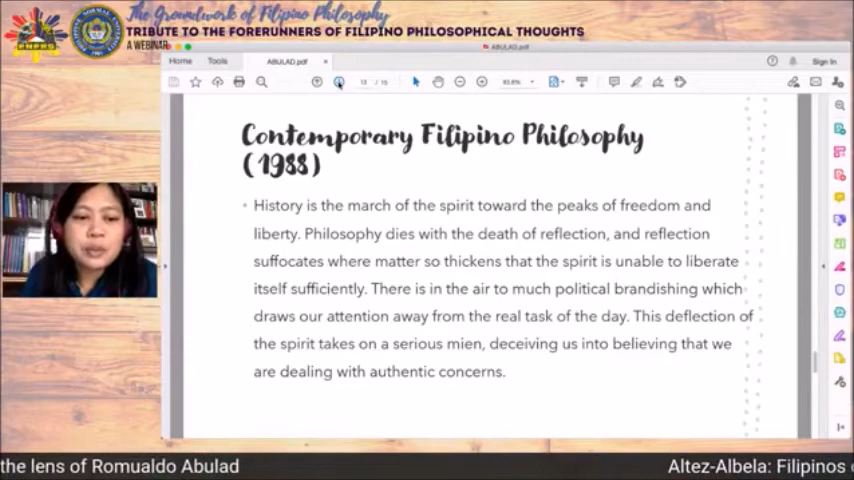 The Groundwork of Filipino Philosophy
TRIBUTE TO THE FORERUNNERS OF FILIPINO PHILOSOPHICAL THOUGHTS
A WEBINAR
ABULAD.pdf
Home
Tools
ABULAD.pdf
Sign In
13 / 15
Contemporary Filipino Philosophy
(1988)
• History is the march of the spirit toward the peaks of freedom and
liberty. Philosophy dies with the death of reflection, and reflection
suffocates where matter so thickens that the spirit is unable to liberate
itself sufficiently. There is in the air to much political brandishing which
draws our attention away from the real task of the day. This deflection of
the spirit takes on a serious mien, deceiving us into believing that we
are dealing with authentic concerns.
the lens of Romualdo Abulad
Altez-Albela: Filipinos